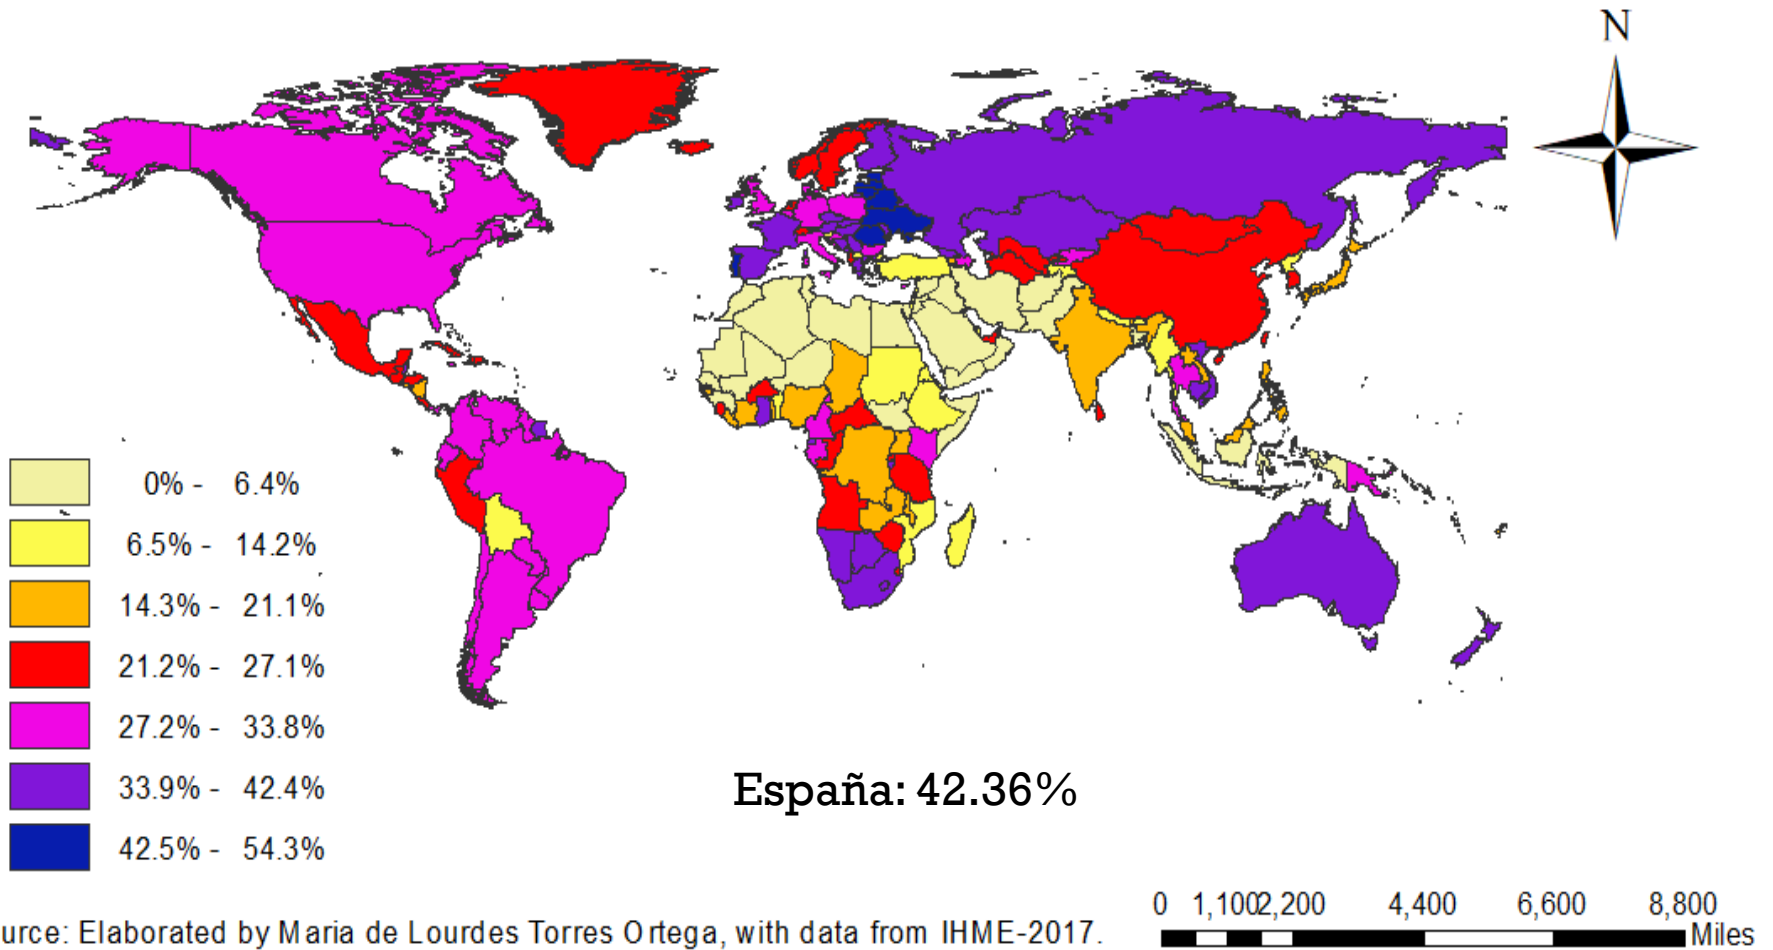 N
0% - 6.4%
6.5% - 14.2%
14.3% - 21.1%
21.2% - 27.1%
27.2% - 33.8%
33.9% - 42.4%
42.5% - 54.3%
España: 42.36%
0 1,100 2,200 4,400 6,600 8,800
Miles
urce: Elaborated by Maria de Lourdes Torres Ortega, with data from IHME-2017.